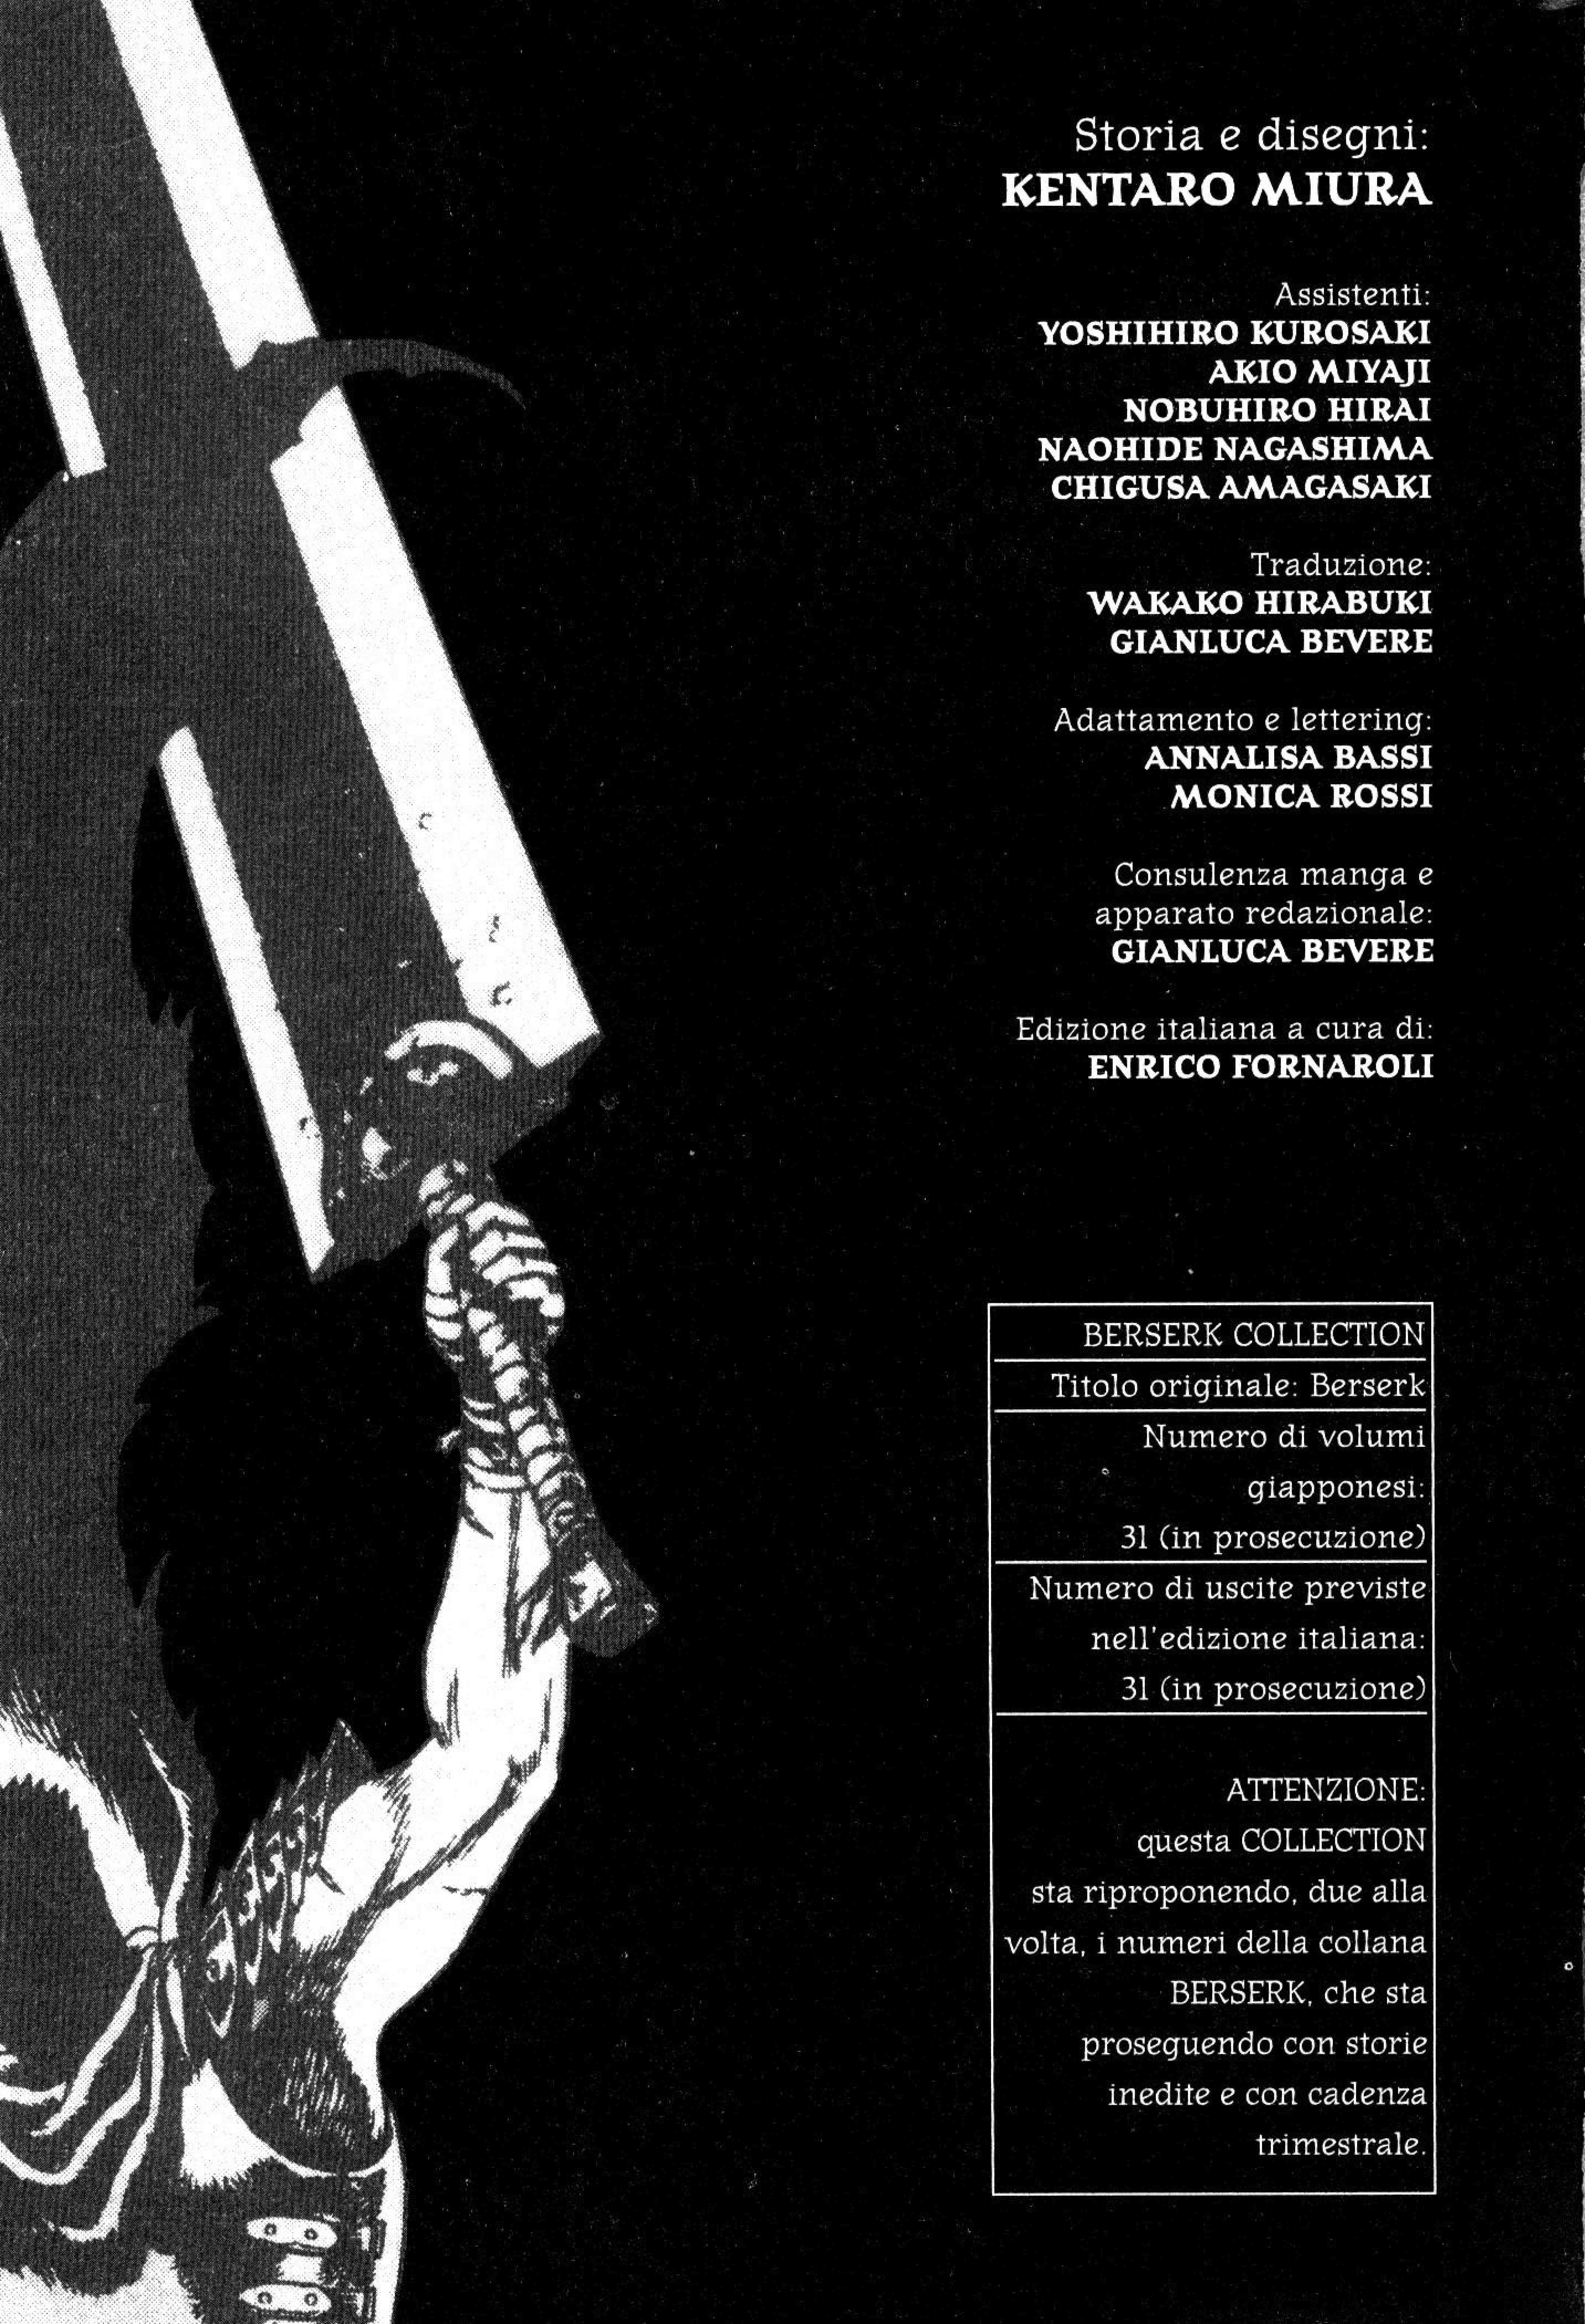 Storia e disegni:
KENTARO MIURA
Assistenti:
YOSHIHIRO KUROSAKI
AKIO MIYAJI
NOBUHIRO HIRAI
NAOHIDE NAGASHIMA
CHIGUSA AMAGASAKI
Traduzione:
WAKAKO HIRABUKI
GIANLUCA BEVERE
Adattamento e lettering:
ANNALISA BASSI
MONICA ROSSI
Consulenza manga e
apparato redazionale:
GIANLUCA BEVERE
Edizione italiana a cura di:
ENRICO FORNAROLI
BERSERK COLLECTION
Titolo originale: Berserk
Numero di volumi
giapponesi:
31 (in prosecuzione)
Numero di uscite previste
nell'edizione italiana:
31 (in prosecuzione)
ATTENZIONE:
questa COLLECTION
sta riproponendo, due alla
volta, i numeri della collana
BERSERK, che sta
proseguendo con storie
inedite e con cadenza
trimestrale.